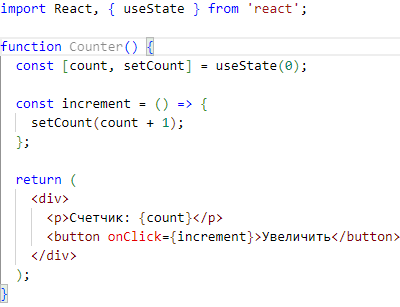 import React, { useState } from 'react';
function Counter() {
const [count, setCount] = useState(0);
const increment = () => {
setCount(count + 1);
};
return (
<div>
<p>Счетчик: {count}</p>
<button onClick={increment}>Увеличить</button>
</div>
);
}